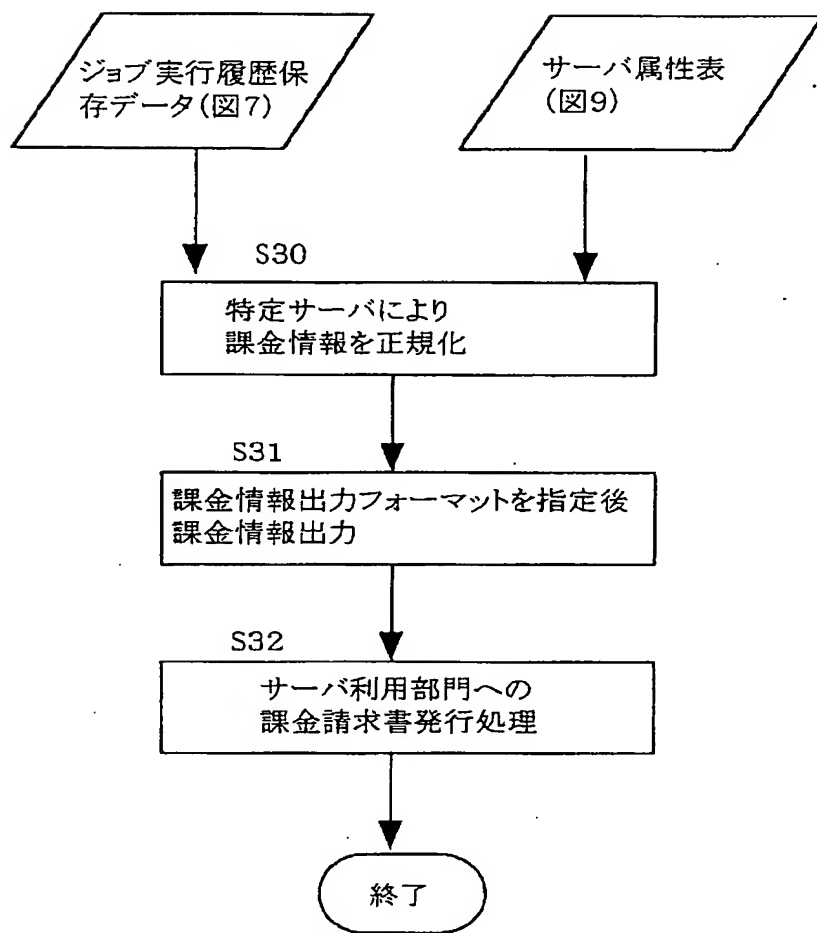 ジョブ実行履歴保
存データ(図7)
サーバ属性表
(図9)
S30
特定サーバにより
課金情報を正規化
S31
課金情報出力フォーマットを指定後
課金情報出力
S32
サーバ利用部門への
課金請求書発行処理
終了